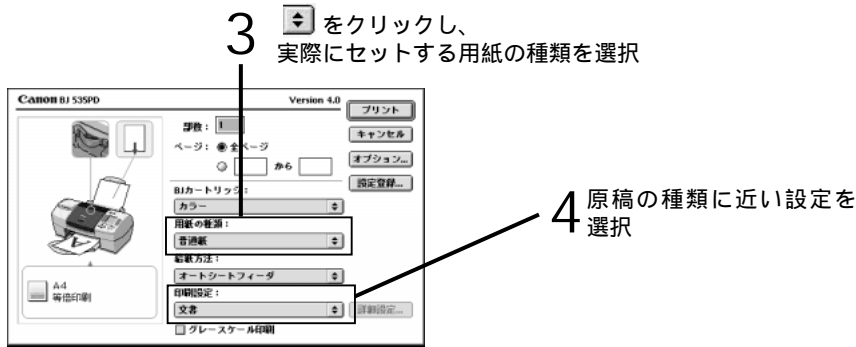 3 をクリックし、
実際にセットする用紙の種類を選択
Canon BJ 535PD Version 4.0
部数： 1
ページ： 全ページ
から
BJカートリッジ：
カラー
用紙の種類：
普通紙
給紙方法：
オートシートフィーダ
印刷設定：
文書
グレースケール印刷
プリント
キャンセル
オプション...
設定登録...
詳細設定...
A4
等倍印刷
4 原稿の種類に近い設定を
選択